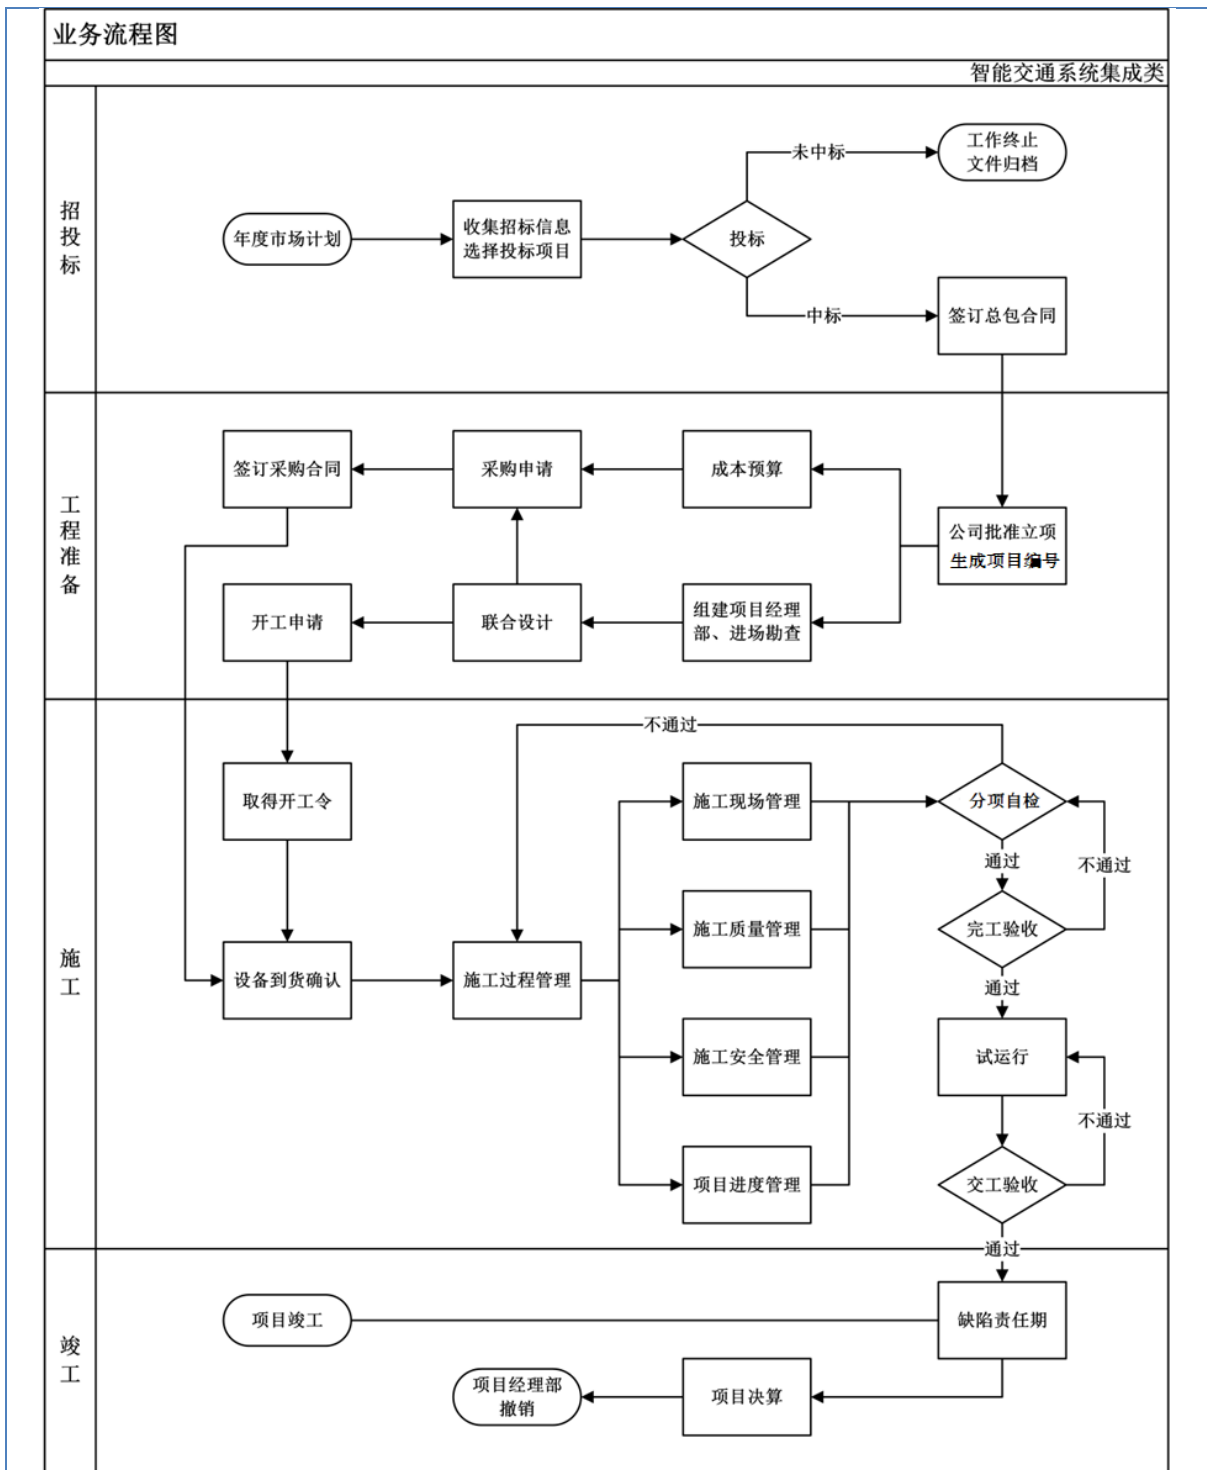 业务流程图
智能交通系统集成类
招
投
标
未中标
工作终止
文件归档
年度市场计划
收集招标信息
选择投标项目
投标
中标
签订总包合同
工
程
准
备
签订采购合同
采购申请
成本预算
公司批准立项
生成项目编号
开工申请
联合设计
组建项目经理
部、进场勘查
施
工
不通过
取得开工令
施工现场管理
分项自检
通过
不通过
施工质量管理
完工验收
设备到货确认
施工过程管理
通过
施工安全管理
试运行
不通过
项目进度管理
交工验收
通过
竣
工
项目竣工
缺陷责任期
项目经理部
撤销
项目决算